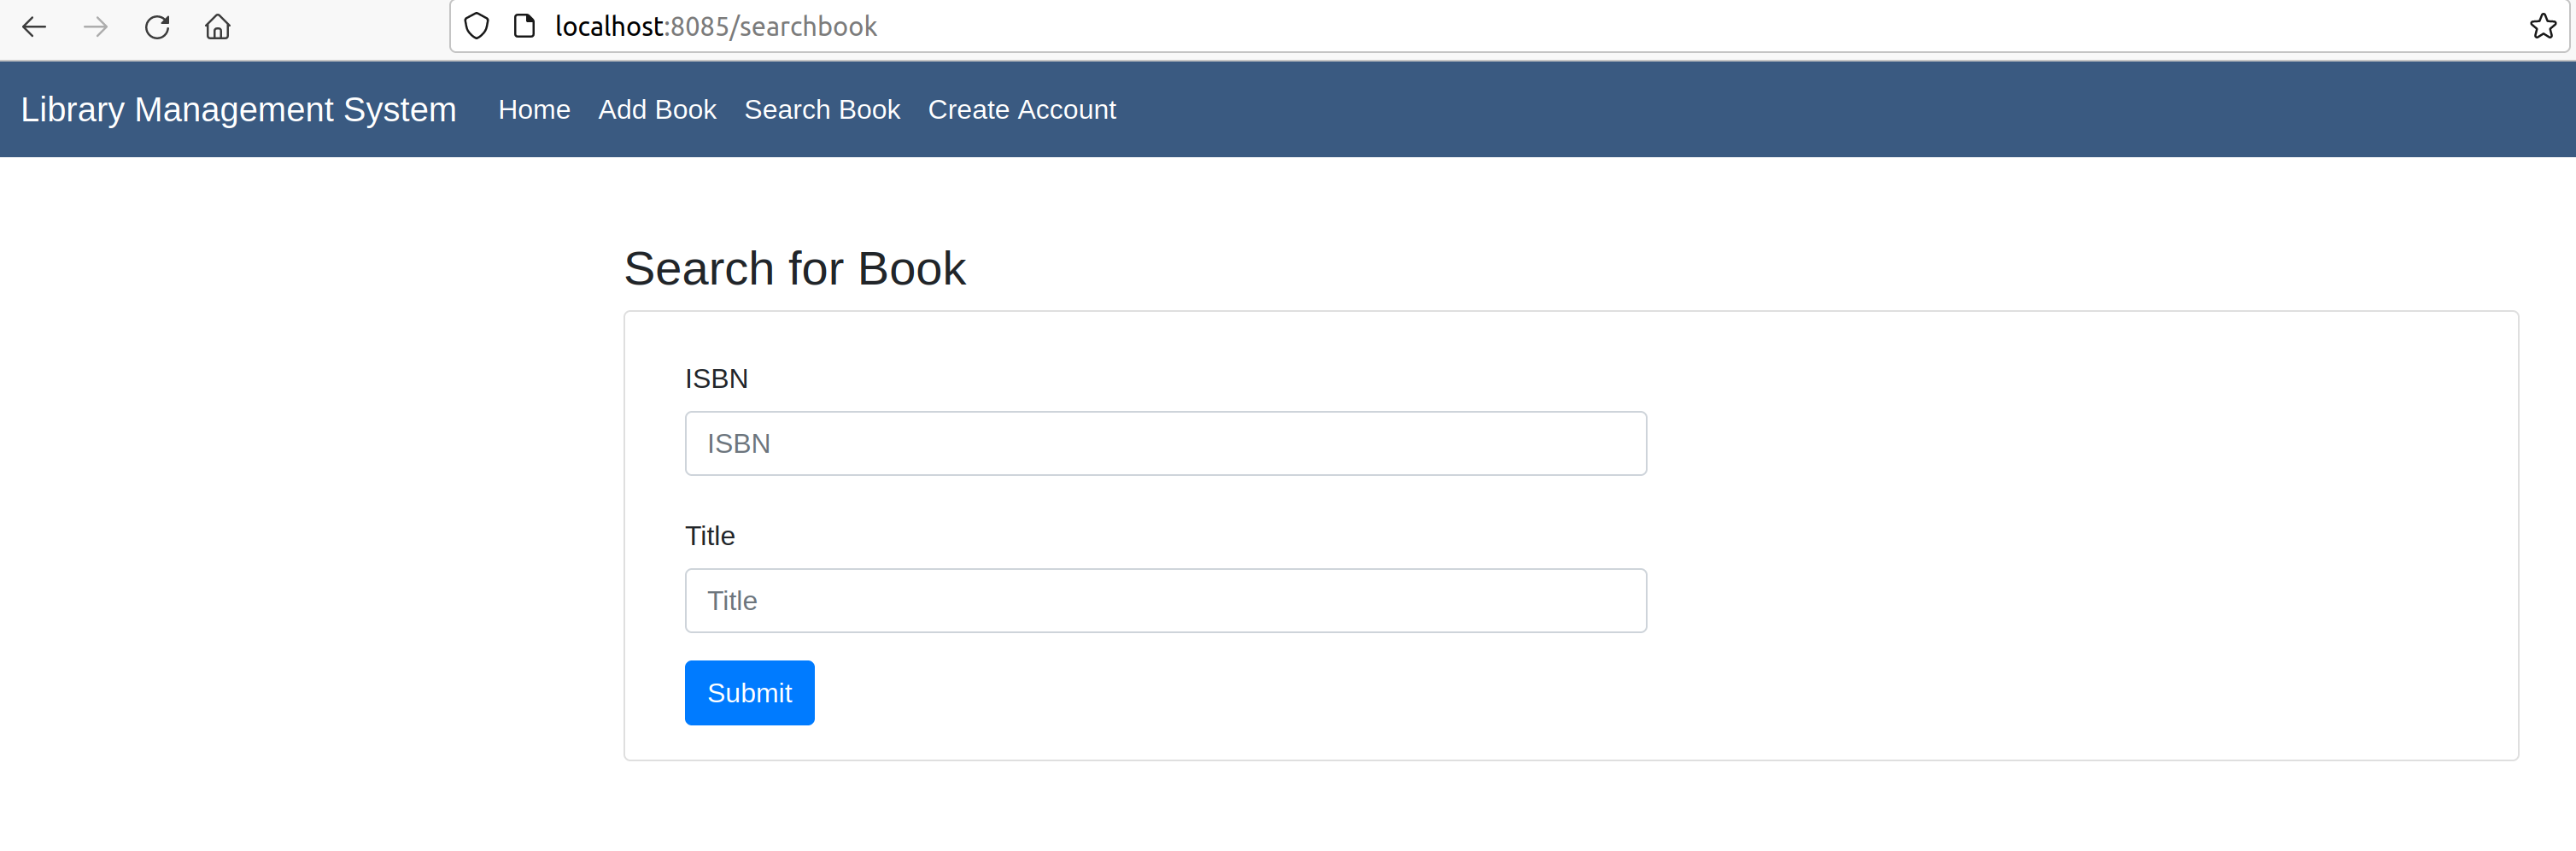 localhost:8085/searchbook
Library Management System Home Add Book Search Book Create Account
Search for Book
ISBN
ISBN
Title
Title
Submit